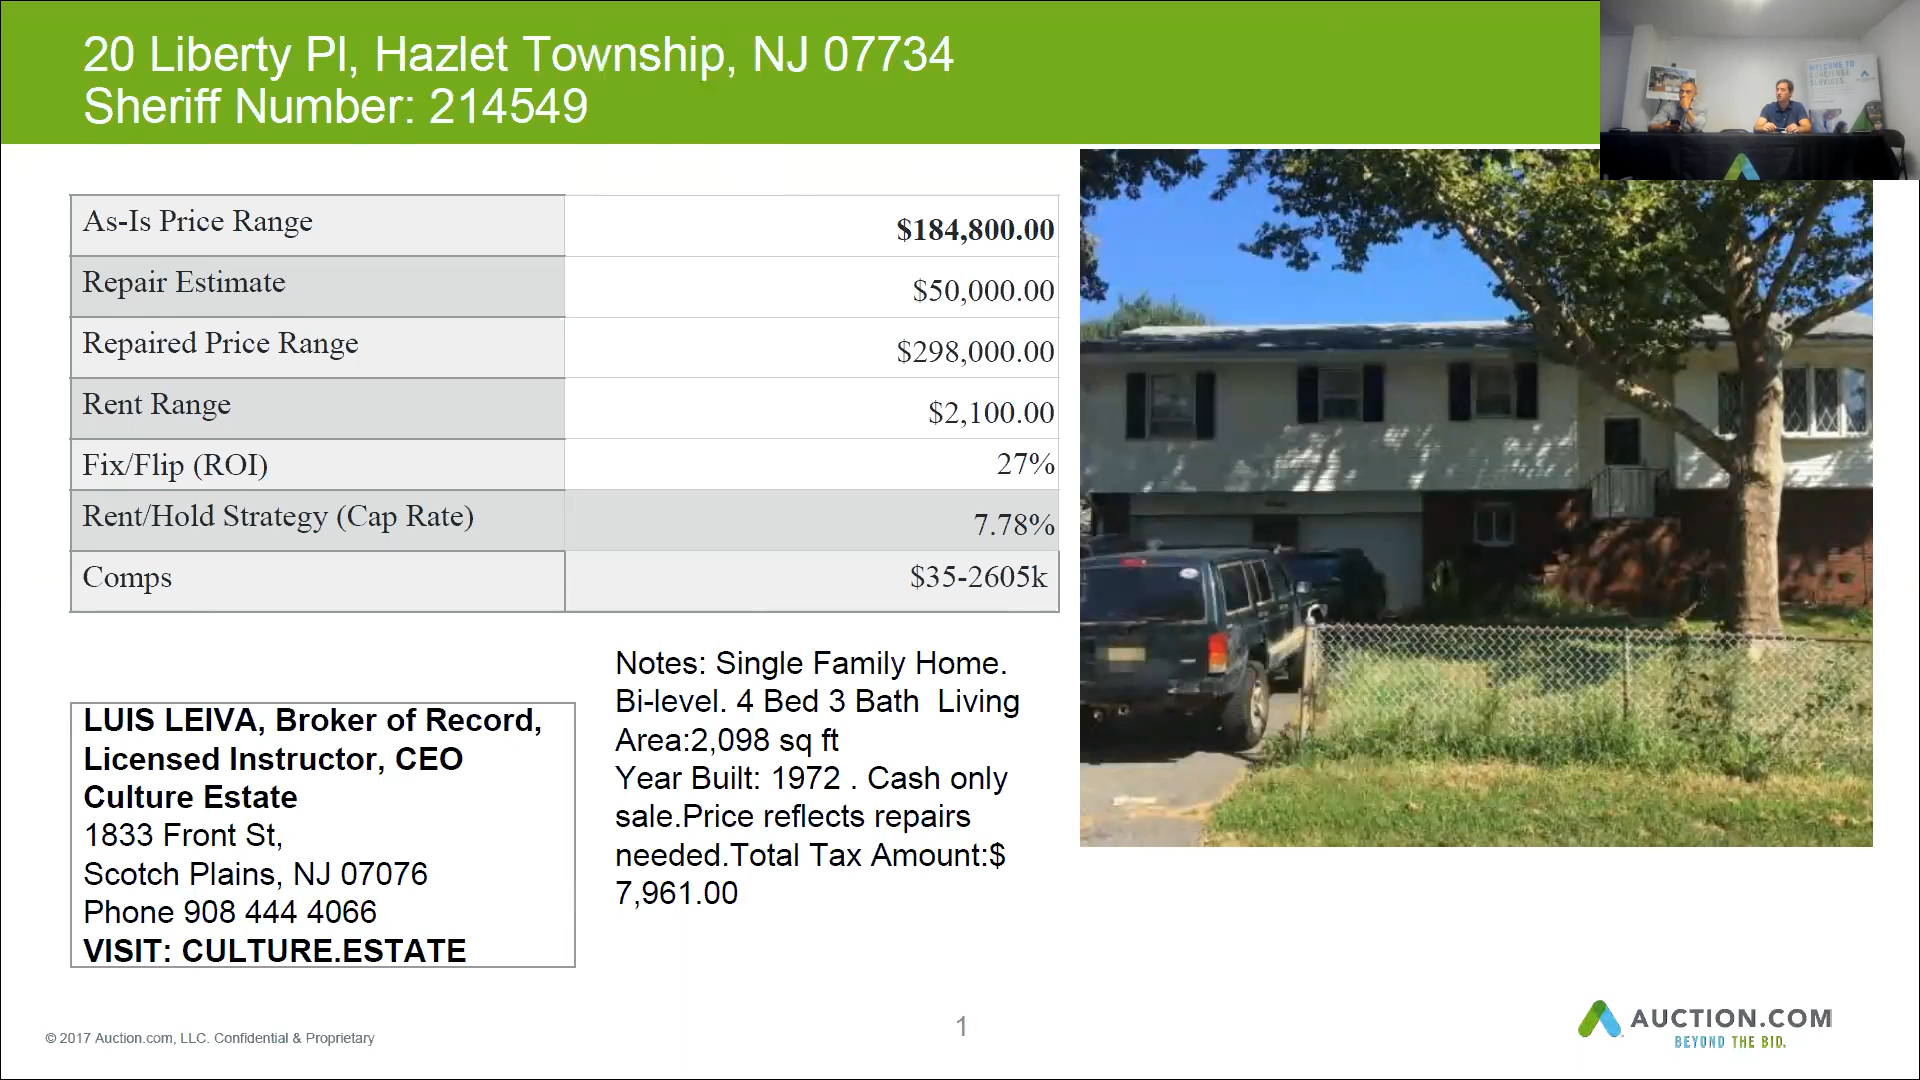 20 Liberty Pl, Hazlet Township, NJ 07734
Sheriff Number: 214549
WELCOME TO
CONCIERGE
SERVICES
As-Is Price Range $184,800.00
Repair Estimate $50,000.00
Repaired Price Range $298,000.00
Rent Range $2,100.00
Fix/Flip (ROI) 27%
Rent/Hold Strategy (Cap Rate) 7.78%
Comps $35-2605k
Notes: Single Family Home.
Bi-level. 4 Bed 3 Bath Living
Area:2,098 sq ft
Year Built: 1972 . Cash only
sale.Price reflects repairs
needed.Total Tax Amount:$
7,961.00
LUIS LEIVA, Broker of Record,
Licensed Instructor, CEO
Culture Estate
1833 Front St,
Scotch Plains, NJ 07076
Phone 908 444 4066
VISIT: CULTURE.ESTATE
© 2017 Auction.com, LLC. Confidential & Proprietary
1
AUCTION.COM
BEYOND THE BID.